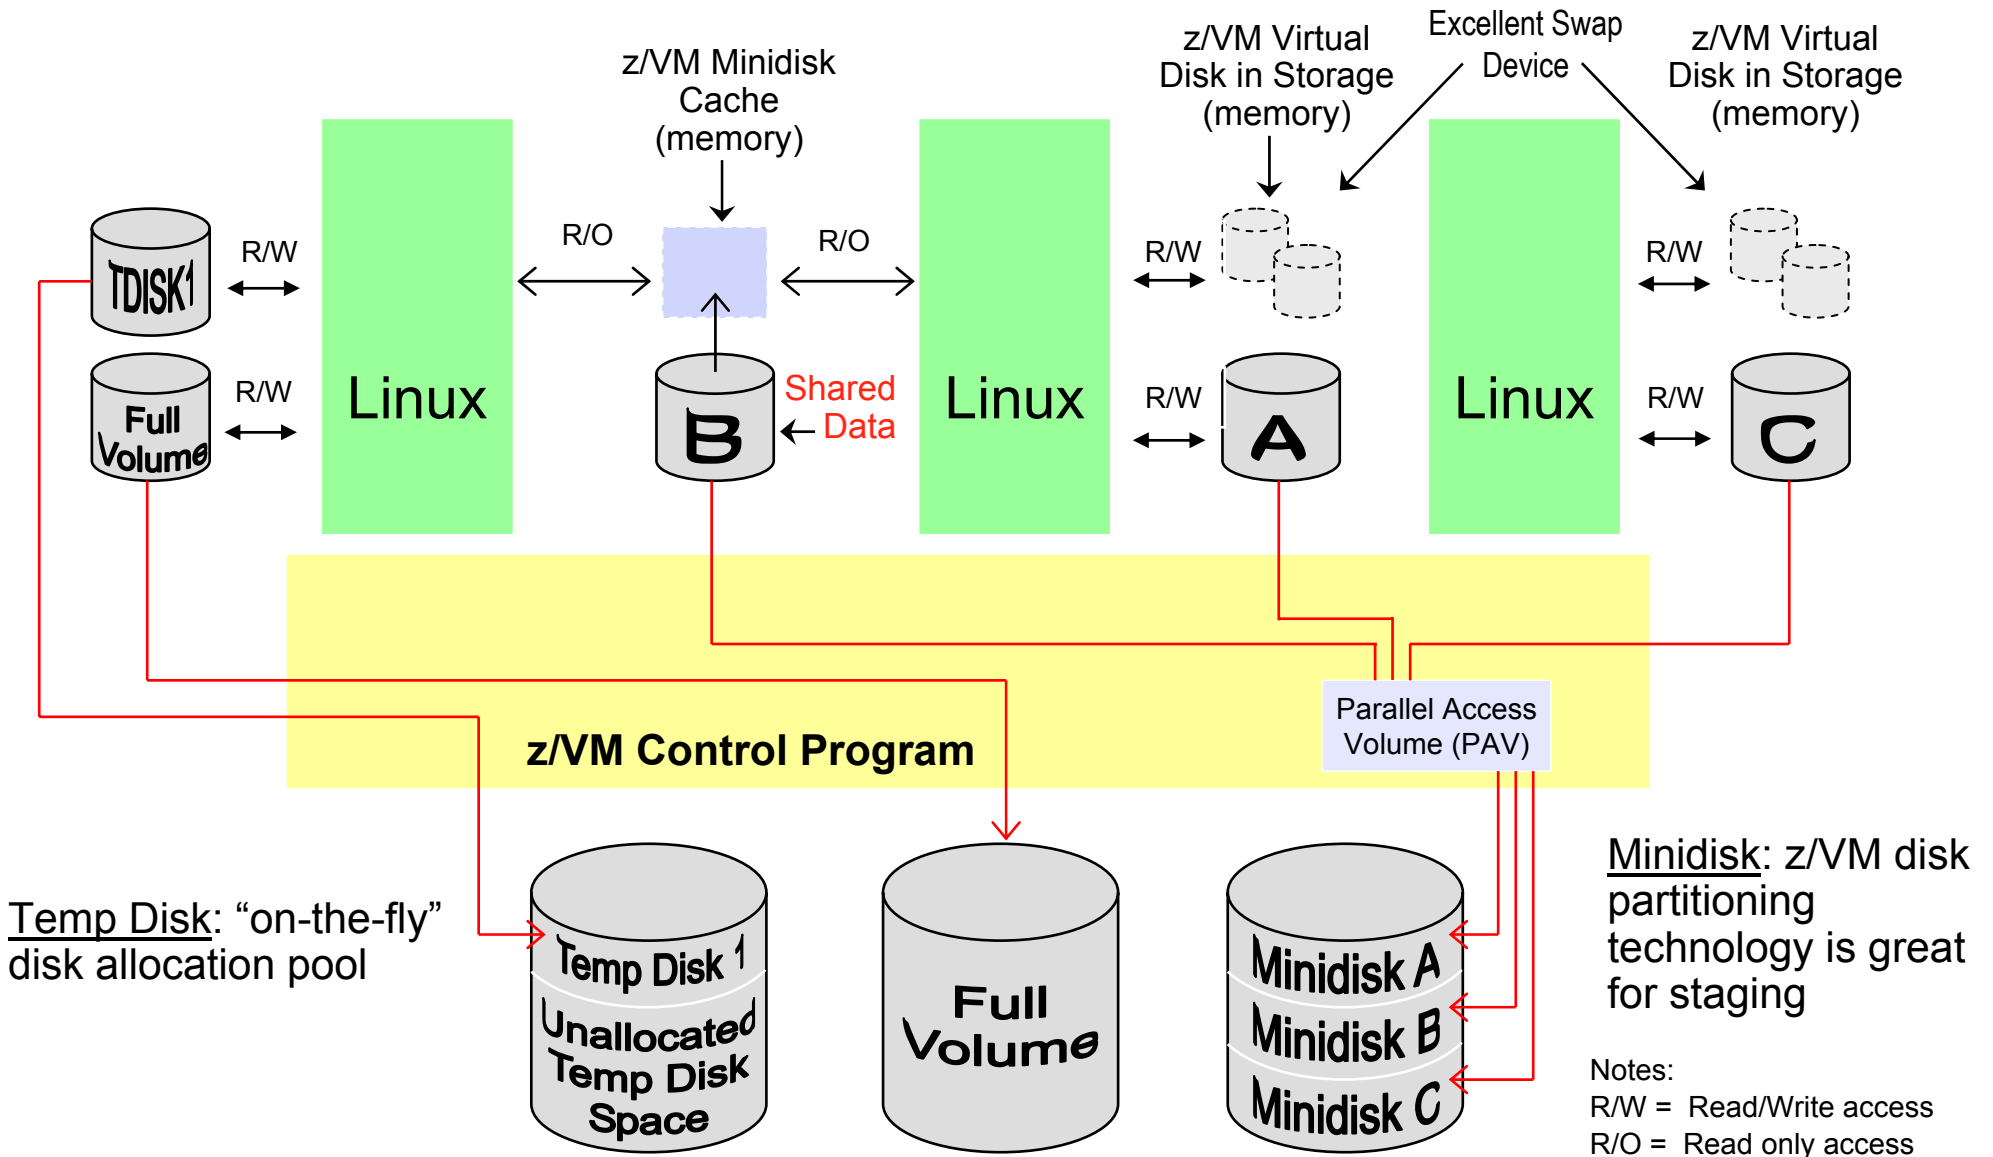 z/VM Minidisk
Cache
(memory)
z/VM Virtual
Disk in Storage
(memory)
Excellent Swap
Device
z/VM Virtual
Disk in Storage
(memory)
TDISK1
R/W
R/O
R/O
R/W
R/W
Full
Volume
R/W
Linux
B
Shared
Data
Linux
R/W
A
Linux
R/W
C
Parallel Access
Volume (PAV)
z/VM Control Program
Temp Disk: “on-the-fly”
disk allocation pool
Temp Disk 1
Unallocated
Temp Disk
Space
Full
Volume
Minidisk A
Minidisk B
Minidisk C
Minidisk: z/VM disk
partitioning
technology is great
for staging
Notes:
R/W = Read/Write access
R/O = Read only access